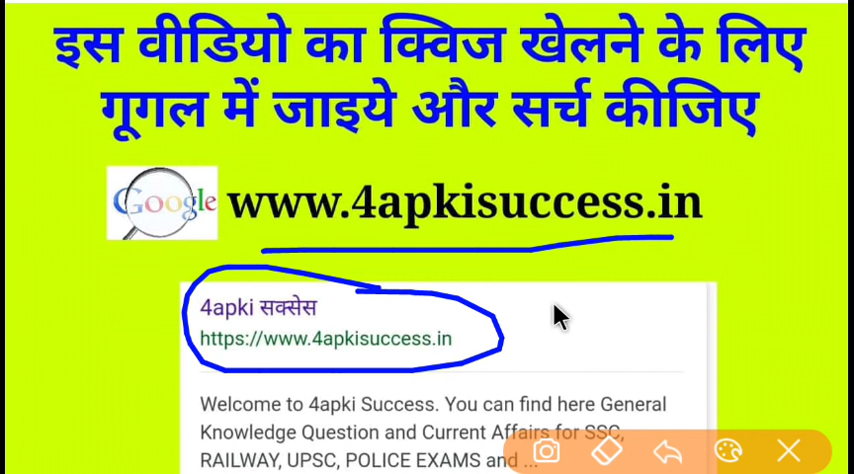 इस वीडियो का क्विज खेलने के लिए
गूगल में जाइये और सर्च कीजिए
Google www.4apkisuccess.in
4apki सक्सेस
https://www.4apkisuccess.in
Welcome to 4apki Success. You can find here General
Knowledge Question and Current Affairs for SSC,
RAILWAY, UPSC, POLICE EXAMS and ...